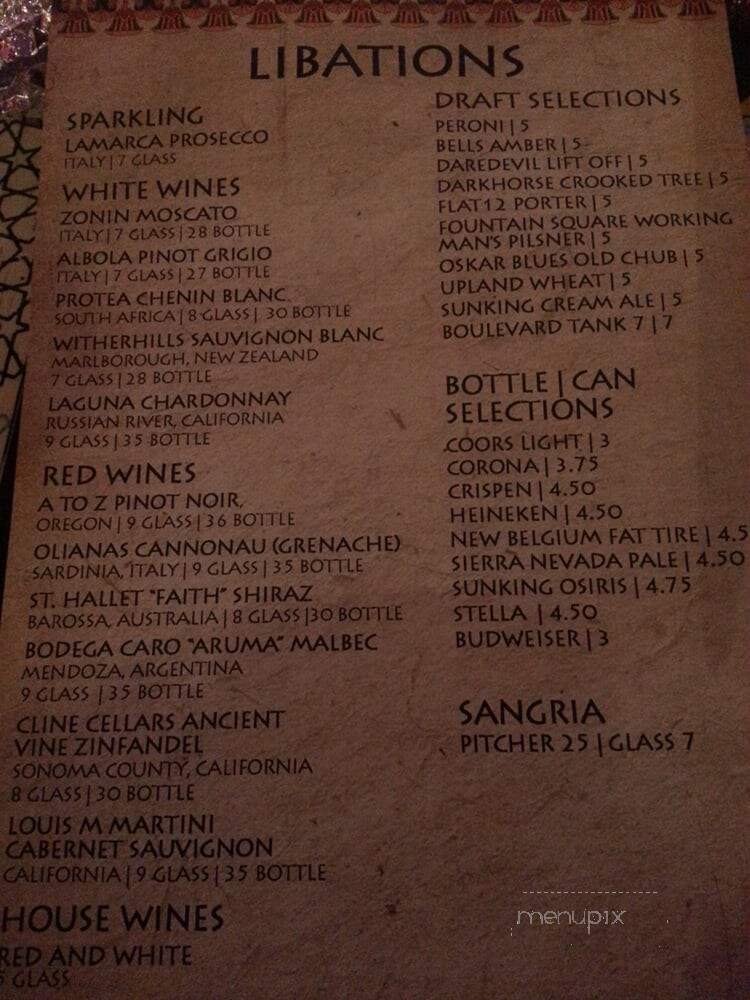 LIBATIONS
SPARKLING
LAMARCA PROSECCO
ITALY | 7 GLASS
WHITE WINES
ZONIN MOSCATO
ITALY | 7 GLASS | 28 BOTTLE
ALBOLA PINOT GRIGIO
ITALY | 7 GLASS | 27 BOTTLE
PROTEA CHENIN BLANC
SOUTH AFRICA | 8 GLASS | 30 BOTTLE
WITHERHILLS SAUVIGNON BLANC
MARLBOROUGH, NEW ZEALAND
7 GLASS | 28 BOTTLE
LAGUNA CHARDONNAY
RUSSIAN RIVER, CALIFORNIA
9 GLASS | 35 BOTTLE
RED WINES
A TO Z PINOT NOIR,
OREGON | 9 GLASS | 36 BOTTLE
OLIANAS CANNONAU (GRENACHE)
SARDINIA, ITALY | 9 GLASS | 35 BOTTLE
ST. HALLET "FAITH" SHIRAZ
BAROSSA, AUSTRALIA | 8 GLASS |30 BOTTLE
BODEGA CARO "ARUMA" MALBEC
MENDOZA, ARGENTINA
9 GLASS | 35 BOTTLE
CLINE CELLARS ANCIENT
VINE ZINFANDEL
SONOMA COUNTY, CALIFORNIA
8 GLASS | 30 BOTTLE
LOUIS M MARTINI
CABERNET SAUVIGNON
CALIFORNIA | 9 GLASS | 35 BOTTLE
HOUSE WINES
RED AND WHITE
5 GLASS
DRAFT SELECTIONS
PERONI | 5
BELLS AMBER | 5
DAREDEVIL LIFT OFF | 5
DARKHORSE CROOKED TREE | 5
FLAT12 PORTER | 5
FOUNTAIN SQUARE WORKING
MAN'S PILSNER | 5
OSKAR BLUES OLD CHUB | 5
UPLAND WHEAT | 5
SUNKING CREAM ALE | 5
BOULEVARD TANK 7 | 7
BOTTLE | CAN
SELECTIONS
COORS LIGHT | 3
CORONA | 3.75
CRISPEN | 4.50
HEINEKEN | 4.50
NEW BELGIUM FAT TIRE | 4.5
SIERRA NEVADA PALE | 4.50
SUNKING OSIRIS | 4.75
STELLA | 4.50
BUDWEISER | 3
SANGRIA
PITCHER 25 | GLASS 7
menupix